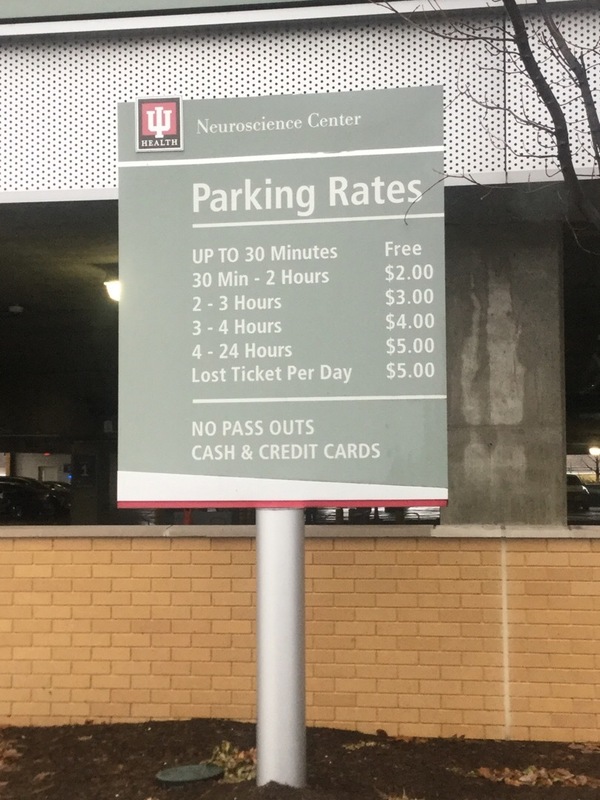 HEALTH
Neuroscience Center
Parking Rates
UP TO 30 Minutes Free
30 Min - 2 Hours $2.00
2 - 3 Hours $3.00
3 - 4 Hours $4.00
4 - 24 Hours $5.00
Lost Ticket Per Day $5.00
NO PASS OUTS
CASH & CREDIT CARDS